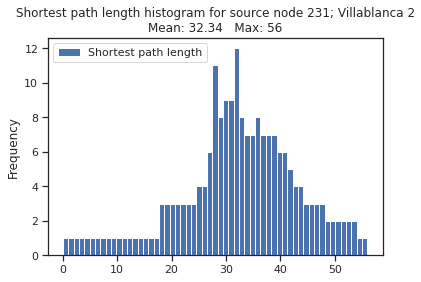 Shortest path length histogram for source node 231; Villablanca 2
Mean: 32.34   Max: 56
Shortest path length
Frequency
12
10
8
6
4
2
0
0 10 20 30 40 50